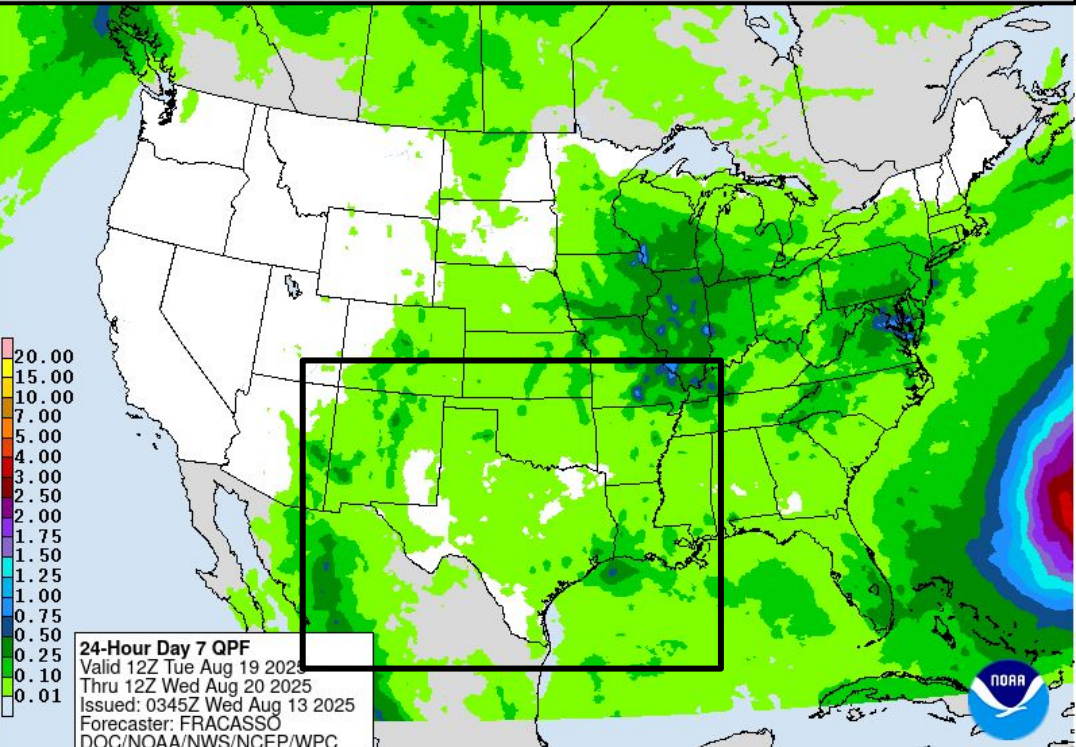 20.00
15.00
10.00
7.00
5.00
4.00
3.00
2.50
2.00
1.75
1.50
1.25
1.00
0.75
0.50
0.25
0.10
0.01
24-Hour Day 7 QPF
Valid 12Z Tue Aug 19 2025
Thru 12Z Wed Aug 20 2025
Issued: 0345Z Wed Aug 13 2025
Forecaster: FRACASSO
DOC/NOAA/NWS/NCEP/WPC
NOAA